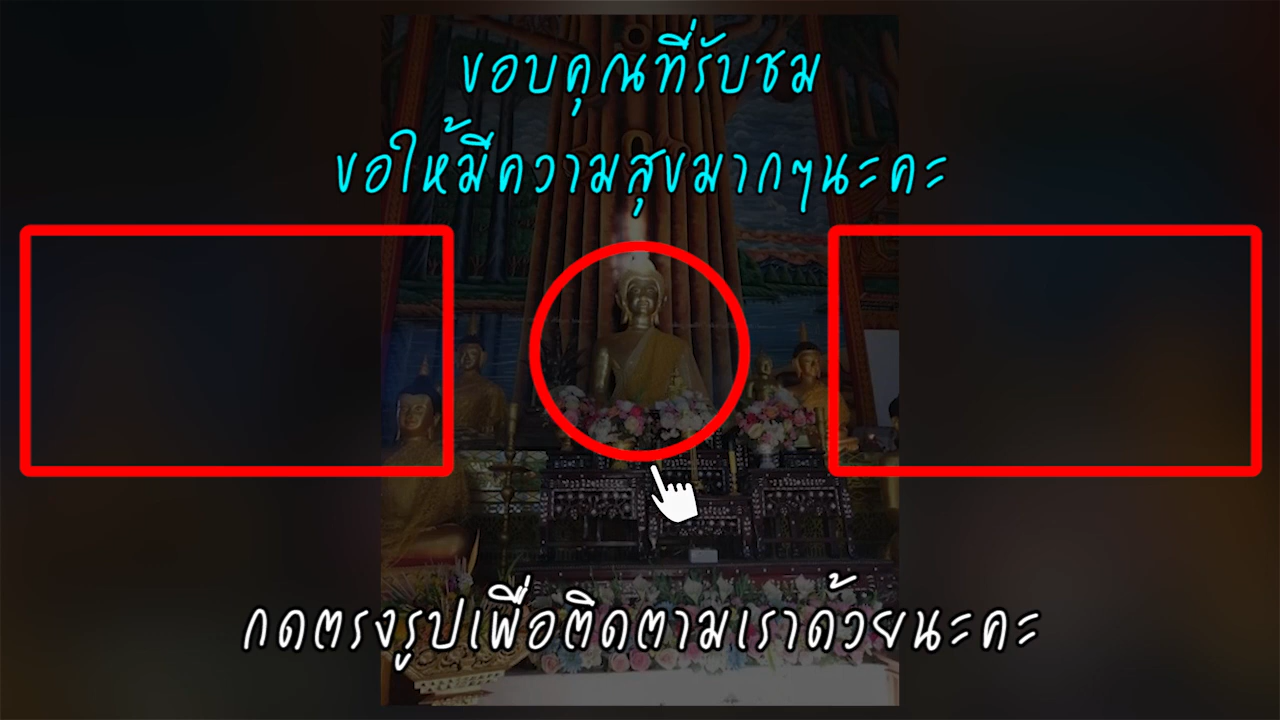 ขอบคุณที่รับชม
ขอให้มีความสุขมากๆนะคะ
กดตรงรูปเพื่อติดตามเราด้วยนะคะ